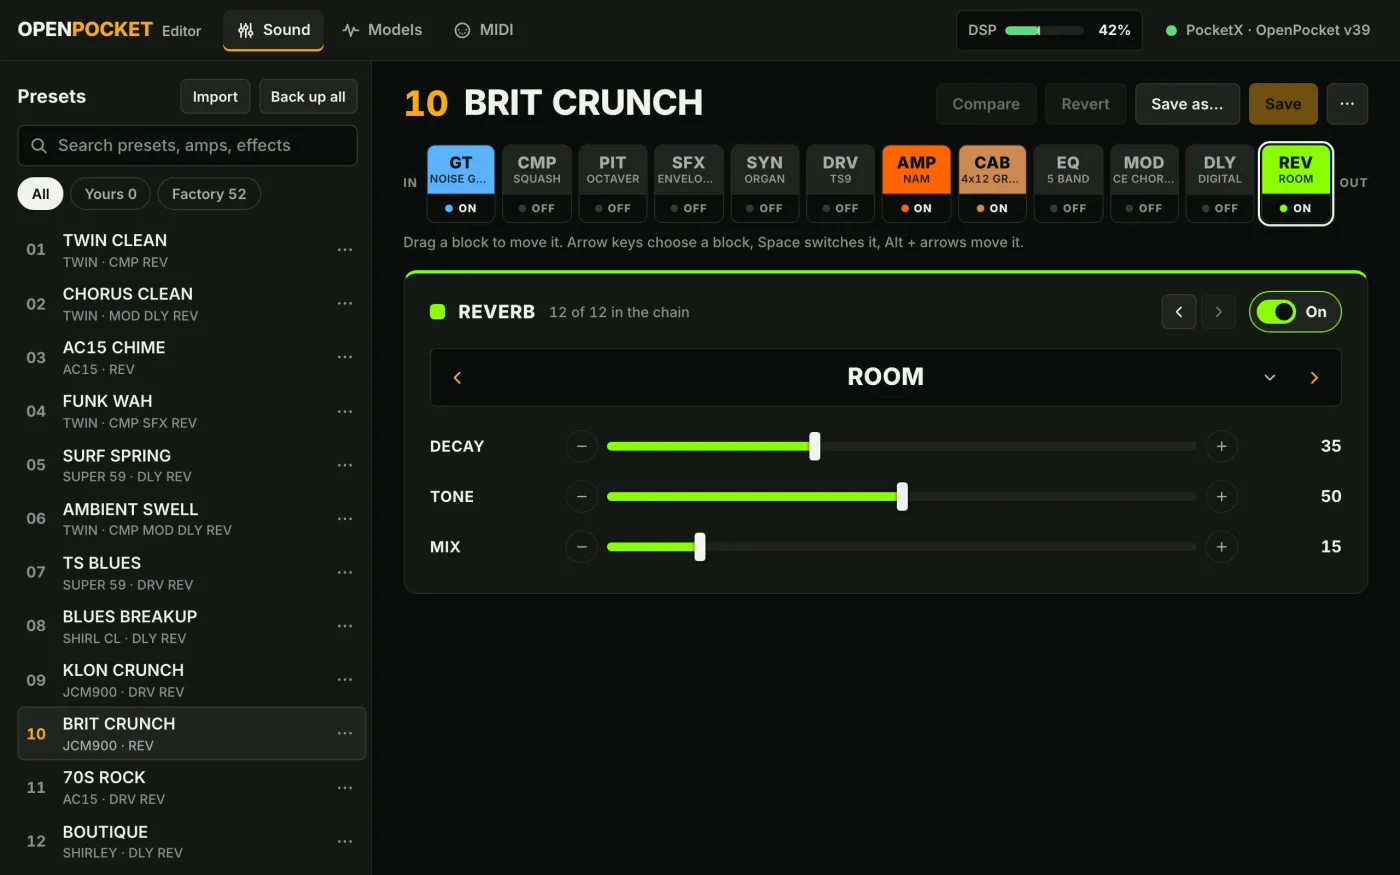 OPENPOCKET Editor
Sound
Models
MIDI
DSP 42%
PocketX · OpenPocket v39
Presets
Import
Back up all
Search presets, amps, effects
All
Yours 0
Factory 52
01 TWIN CLEAN
TWIN · CMP REV
02 CHORUS CLEAN
TWIN · MOD DLY REV
03 AC15 CHIME
AC15 · REV
04 FUNK WAH
TWIN · CMP SFX REV
05 SURF SPRING
SUPER 59 · DLY REV
06 AMBIENT SWELL
TWIN · CMP MOD DLY REV
07 TS BLUES
SUPER 59 · DRV REV
08 BLUES BREAKUP
SHIRL CL · DLY REV
09 KLON CRUNCH
JCM900 · DRV REV
10 BRIT CRUNCH
JCM900 · REV
11 70S ROCK
AC15 · DRV REV
12 BOUTIQUE
SHIRLEY · DLY REV
10 BRIT CRUNCH
Compare
Revert
Save as...
Save
IN
GT
NOISE G...
ON
CMP
SQUASH
OFF
PIT
OCTAVER
OFF
SFX
ENVELO...
OFF
SYN
ORGAN
OFF
DRV
TS9
OFF
AMP
NAM
ON
CAB
4x12 GR...
ON
EQ
5 BAND
OFF
MOD
CE CHOR...
OFF
DLY
DIGITAL
OFF
REV
ROOM
ON
OUT
Drag a block to move it. Arrow keys choose a block, Space switches it, Alt + arrows move it.
REVERB 12 of 12 in the chain
On
ROOM
DECAY − + 35
TONE − + 50
MIX − + 15